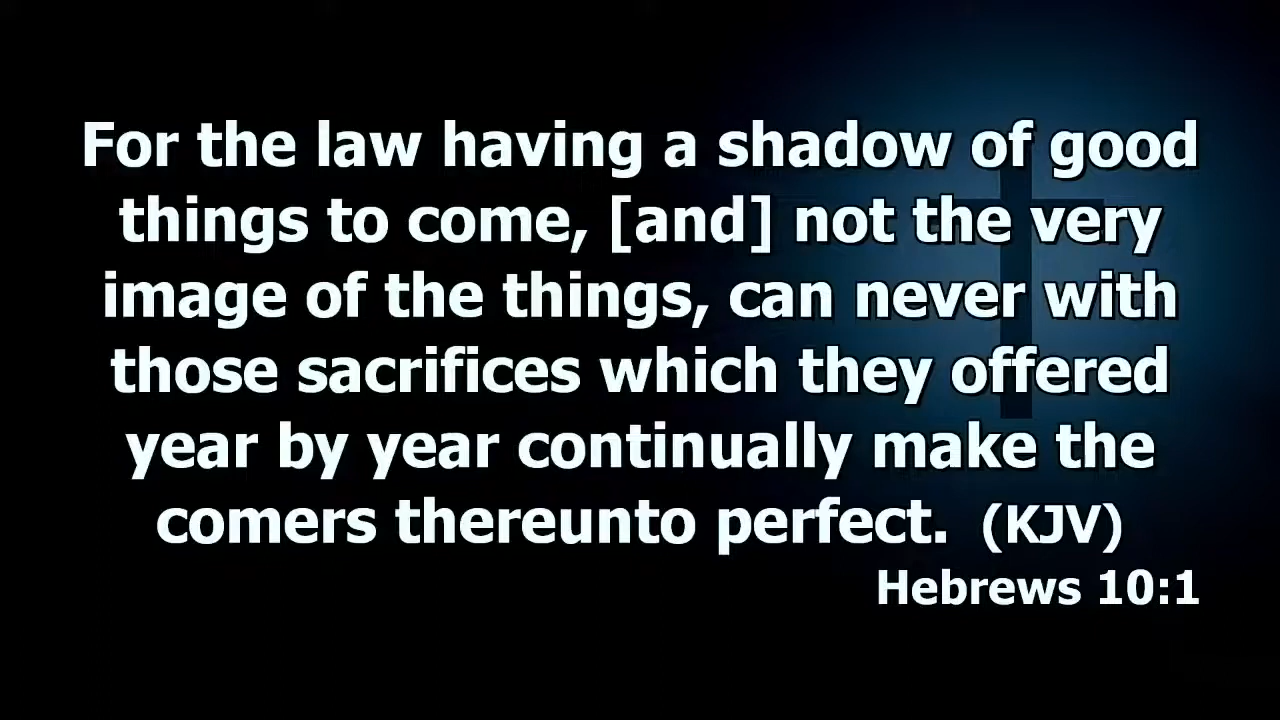 For the law having a shadow of good
things to come, [and] not the very
image of the things, can never with
those sacrifices which they offered
year by year continually make the
comers thereunto perfect. (KJV)
Hebrews 10:1